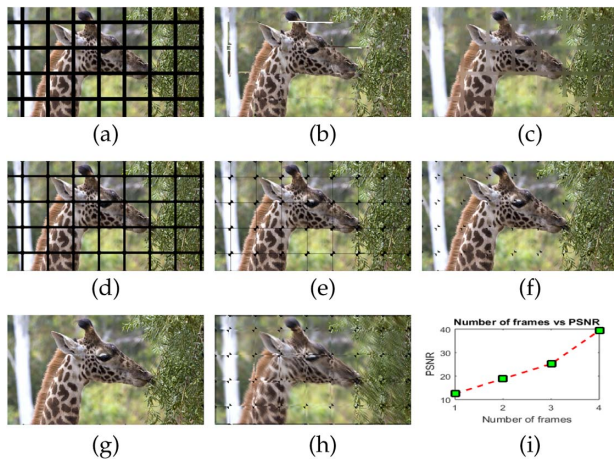 (a) (b) (c)
(d) (e) (f)
Number of frames vs PSNR
40
30
20
10
PSNR
1 2 3 4
Number of frames
(g) (h) (i)